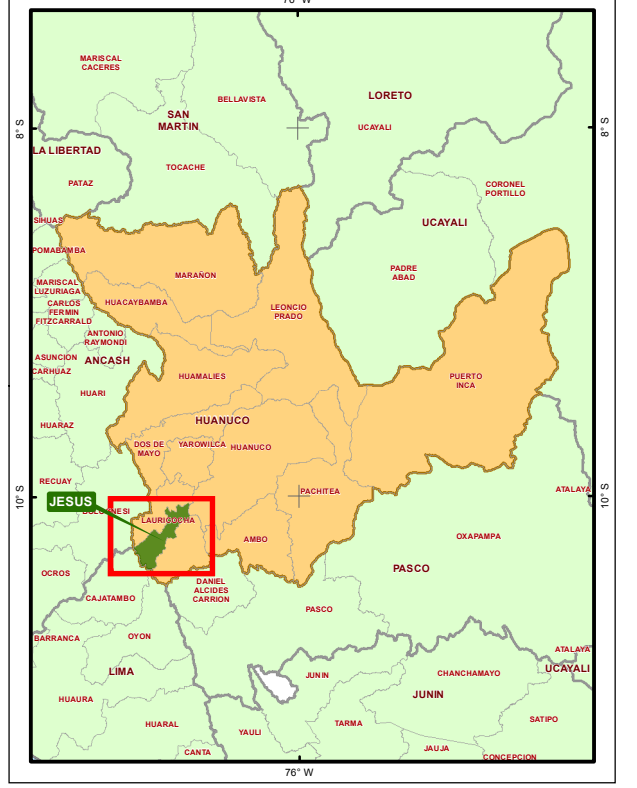 76° W
MARISCAL
CACERES
BELLAVISTA
LORETO
SAN
MARTIN
UCAYALI
8° S
8° S
LA LIBERTAD
TOCACHE
PATAZ
CORONEL
PORTILLO
SIHUAS
UCAYALI
POMABAMBA
PADRE
ABAD
MARAÑON
MARISCAL
LUZURIAGA
HUACAYBAMBA
LEONCIO
PRADO
CARLOS
FERMIN
FITZCARRALD
ANTONIO
RAYMONDI
ASUNCION
ANCASH
CARHUAZ
HUAMALIES
PUERTO
INCA
HUARI
HUANUCO
HUARAZ
DOS DE
MAYO
YAROWILCA
HUANUCO
RECUAY
PACHITEA
ATALAYA
10° S
10° S
JESUS
LAURICOCHA
AMBO
OXAPAMPA
PASCO
OCROS
DANIEL
ALCIDES
CARRION
CAJATAMBO
PASCO
BARRANCA
OYON
ATALAYA
UCAYALI
LIMA
JUNIN
CHANCHAMAYO
JUNIN
HUAURA
SATIPO
HUARAL
YAULI
TARMA
JAUJA
CANTA
CONCEPCION
76° W